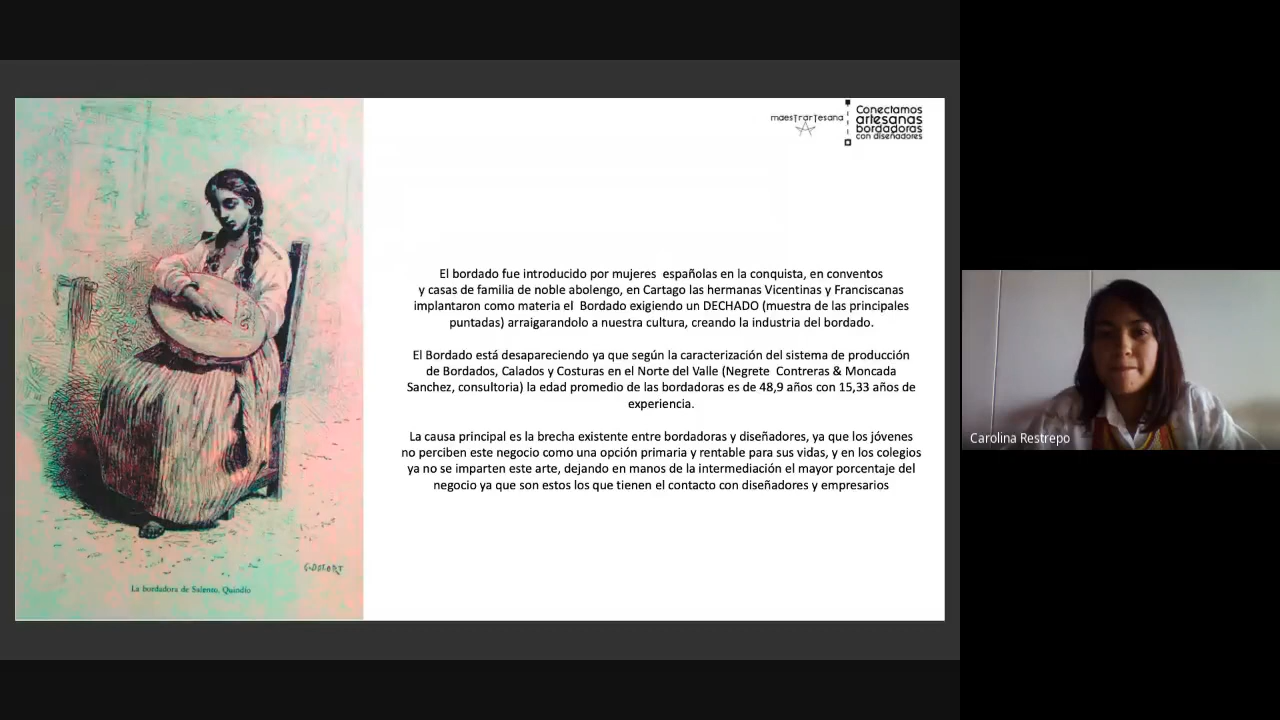 maestrartesana
Conectamos
artesanas
bordadoras
con diseñadores
El bordado fue introducido por mujeres españolas en la conquista, en conventos
y casas de familia de noble abolengo, en Cartago las hermanas Vicentinas y Franciscanas
implantaron como materia el Bordado exigiendo un DECHADO (muestra de las principales
puntadas) arraigarandolo a nuestra cultura, creando la industria del bordado.
El Bordado está desapareciendo ya que según la caracterización del sistema de producción
de Bordados, Calados y Costuras en el Norte del Valle (Negrete Contreras & Moncada
Sanchez, consultoria) la edad promedio de las bordadoras es de 48,9 años con 15,33 años de
experiencia.
La causa principal es la brecha existente entre bordadoras y diseñadores, ya que los jóvenes
no perciben este negocio como una opción primaria y rentable para sus vidas, y en los colegios
ya no se imparten este arte, dejando en manos de la intermediación el mayor porcentaje del
negocio ya que son estos los que tienen el contacto con diseñadores y empresarios
La bordadora de Salento, Quindío
Carolina Restrepo